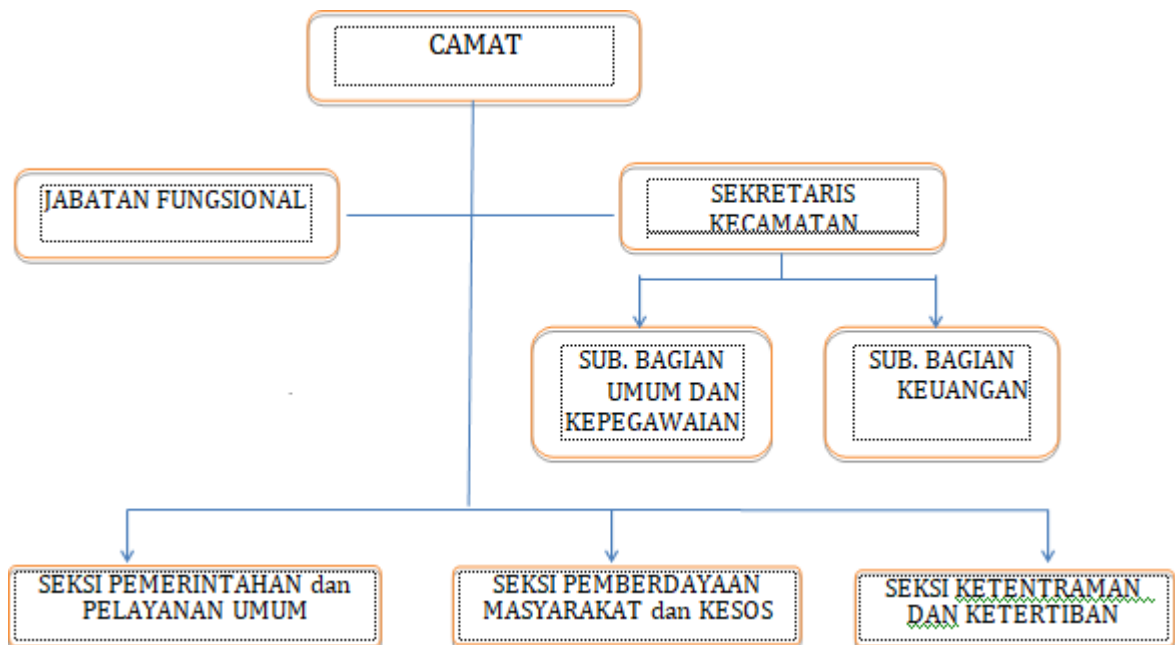 CAMAT
JABATAN FUNGSIONAL
SEKRETARIS
KECAMATAN
SUB. BAGIAN
UMUM DAN
KEPEGAWAIAN
SUB. BAGIAN
KEUANGAN
SEKSI PEMERINTAHAN dan
PELAYANAN UMUM
SEKSI PEMBERDAYAAN
MASYARAKAT dan KESOS
SEKSI KETENTRAMAN
DAN KETERTIBAN